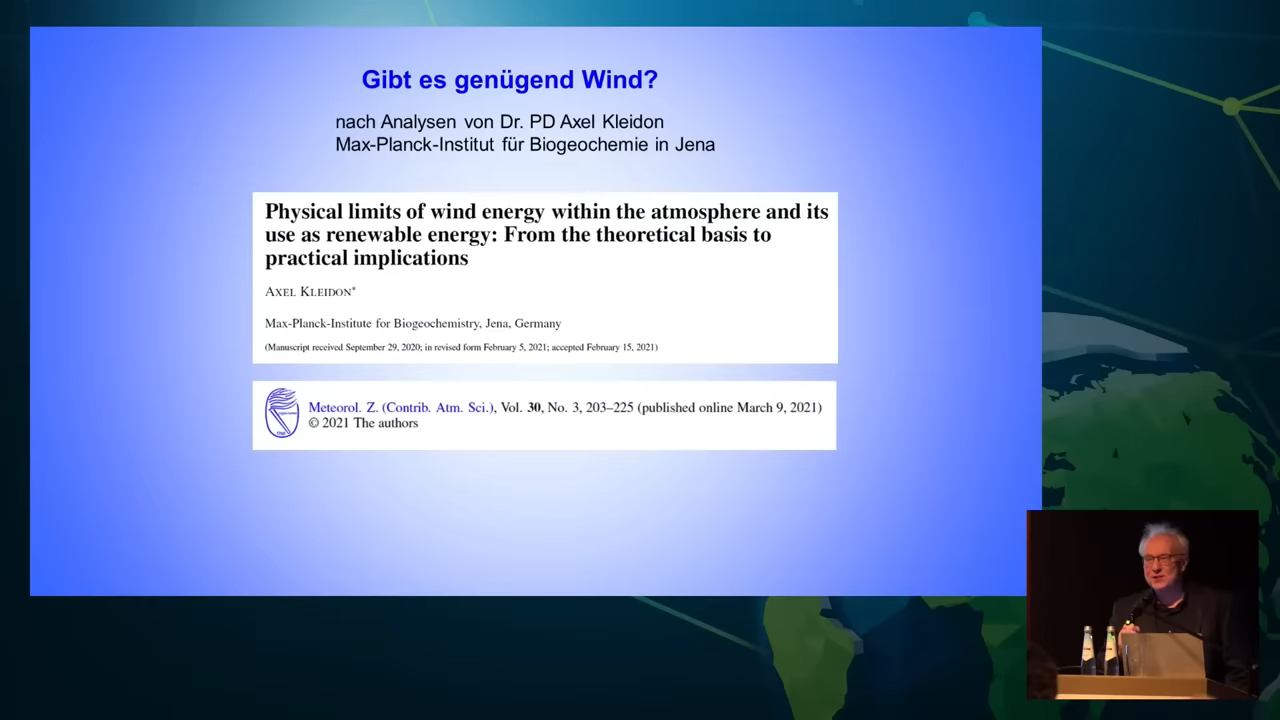 Gibt es genügend Wind?
nach Analysen von Dr. PD Axel Kleidon
Max-Planck-Institut für Biogeochemie in Jena
Physical limits of wind energy within the atmosphere and its
use as renewable energy: From the theoretical basis to
practical implications
AXEL KLEIDON*
Max-Planck-Institute for Biogeochemistry, Jena, Germany
(Manuscript received September 29, 2020; in revised form February 5, 2021; accepted February 15, 2021)
Meteorol. Z. (Contrib. Atm. Sci.), Vol. 30, No. 3, 203–225 (published online March 9, 2021)
© 2021 The authors